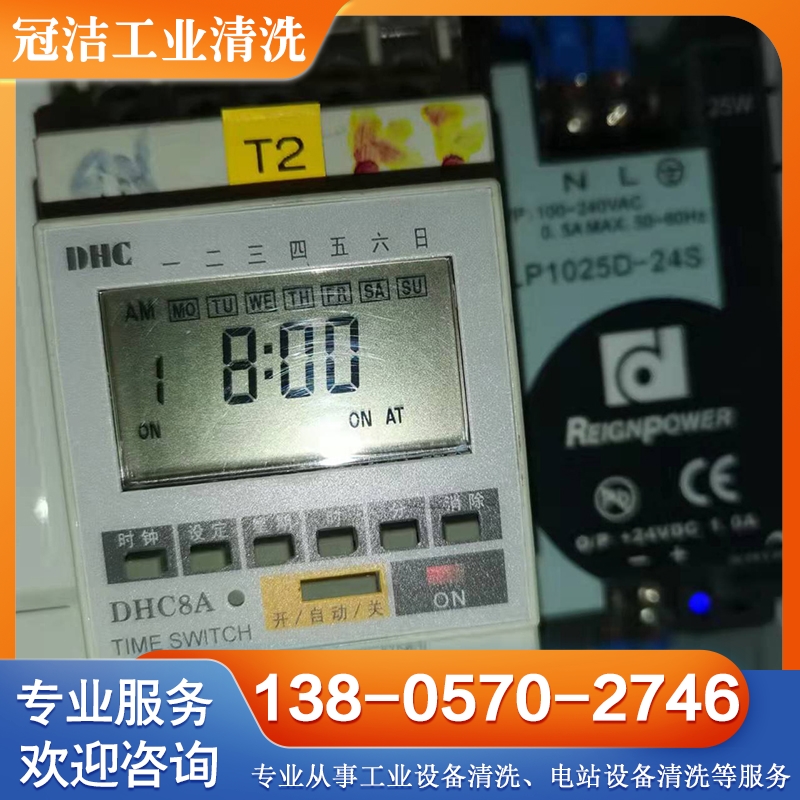 冠洁工业清洗
T2
25W
N L
P: 100-240VAC
0.5A MAX. 50-60Hz
LP1025D-24S
DHC 一 二 三 四 五 六 日
AM MO TU WE TH FR SA SU
1 8:00
ON ON AT
d
REIGNPOWER
Pb CE
O/P +24VDC 1.0A
- +
时钟 设定 星期 时 分 消除
DHC8A
开/自动/关
ON
TIME SWITCH
专业服务
欢迎咨询
138-0570-2746
专业从事工业设备清洗、电站设备清洗等服务